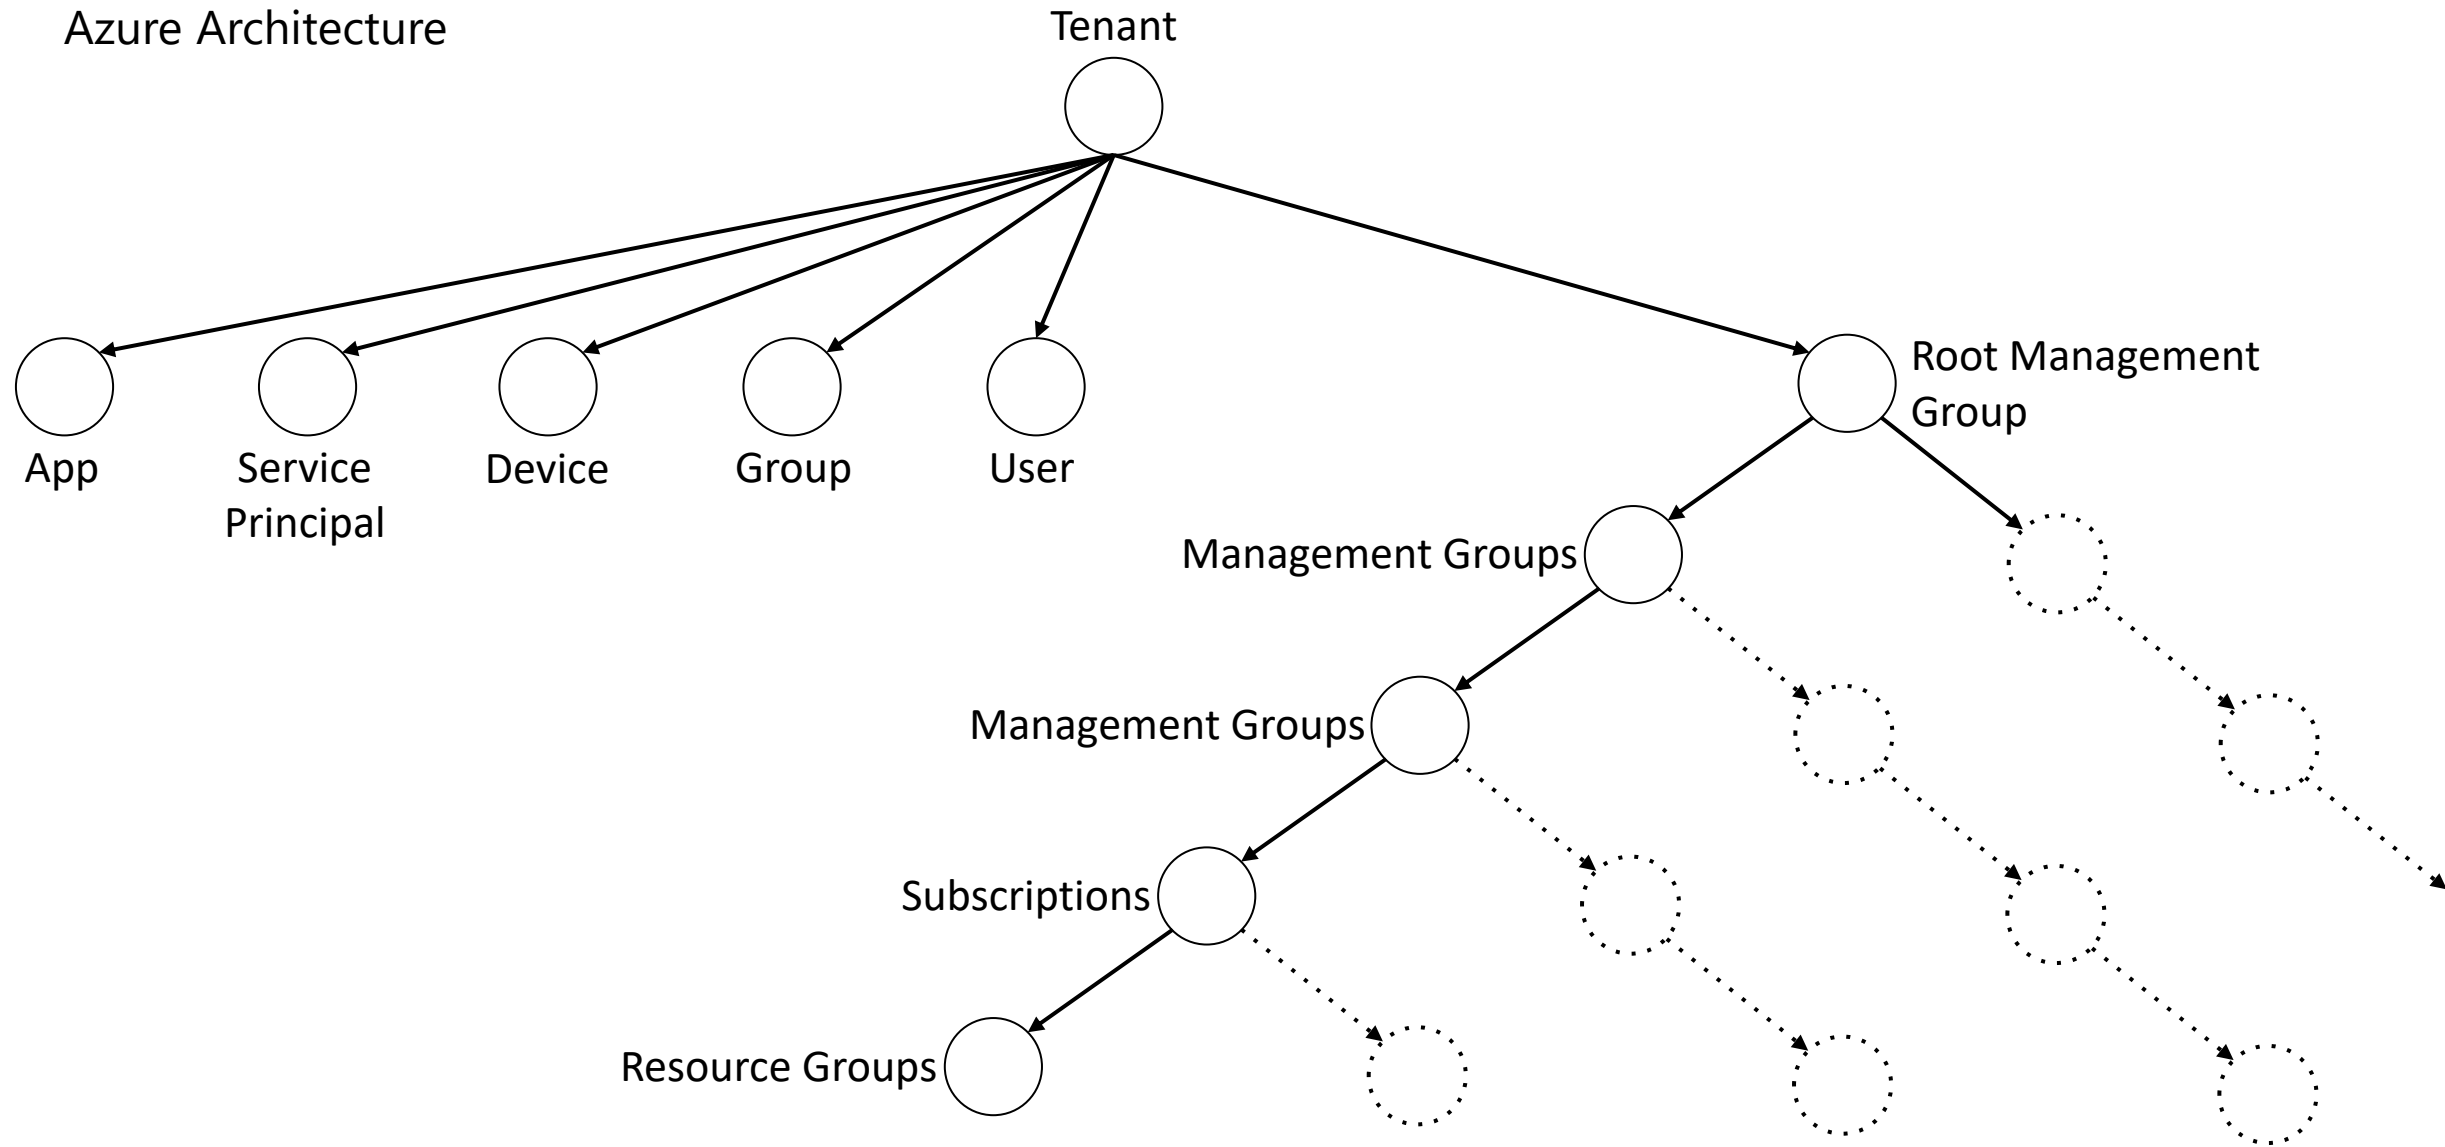 Azure Architecture
Tenant
Root Management
Group
App
Service
Principal
Device
Group
User
Management Groups
Management Groups
Subscriptions
Resource Groups